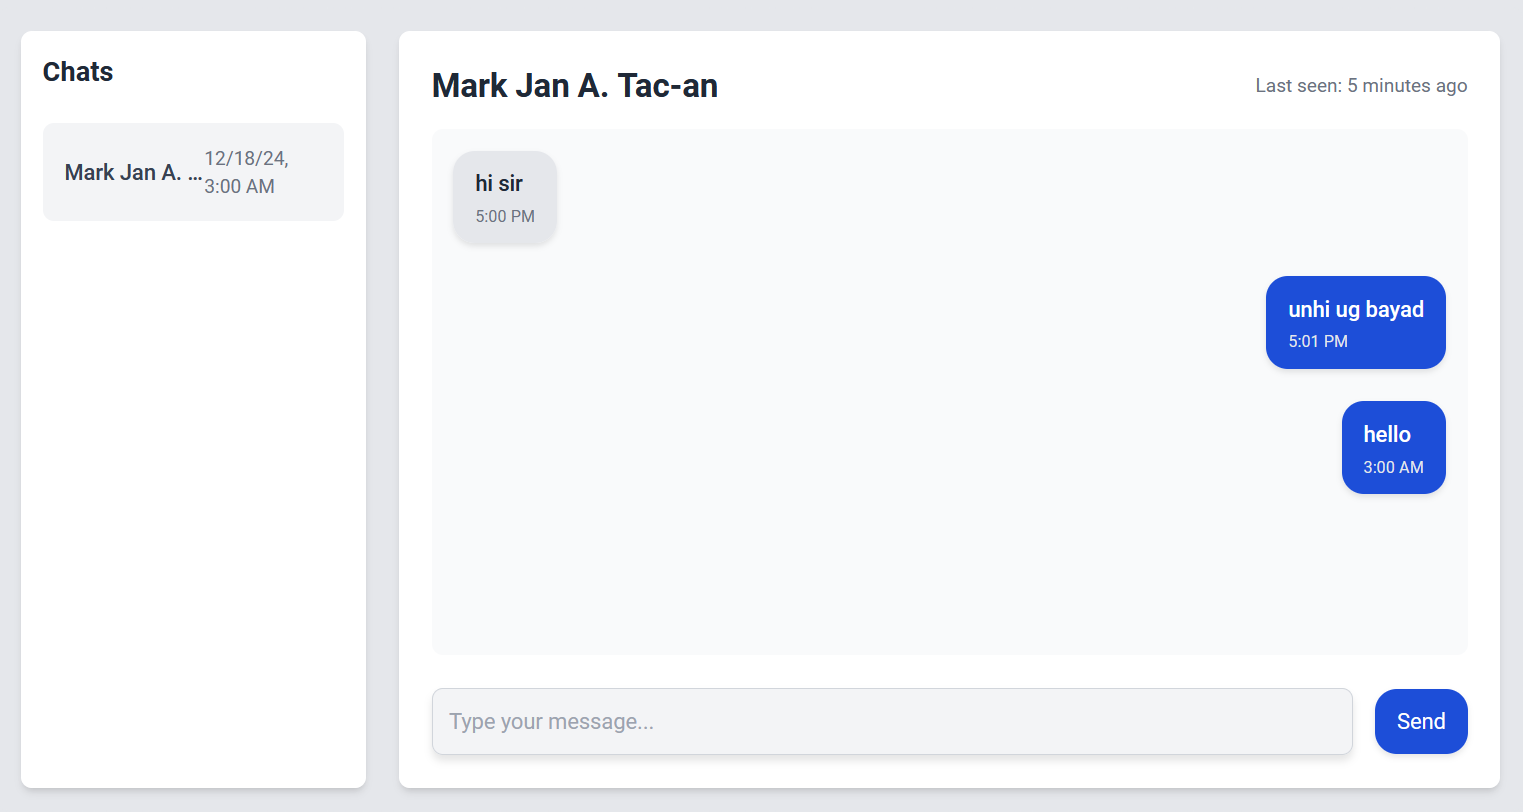 Chats
Mark Jan A. ...
12/18/24,
3:00 AM
Mark Jan A. Tac-an
Last seen: 5 minutes ago
hi sir
5:00 PM
unhi ug bayad
5:01 PM
hello
3:00 AM
Type your message...
Send